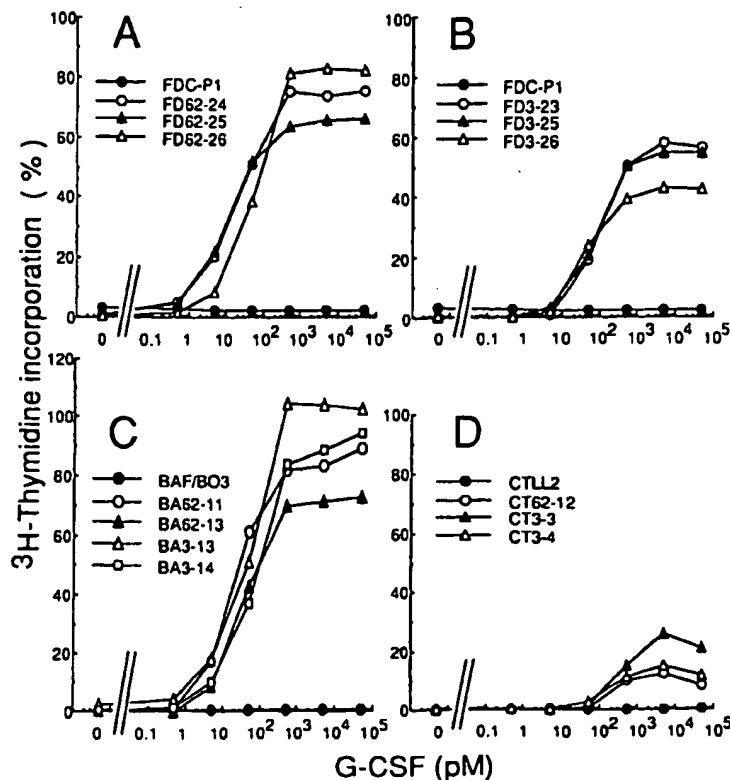 A
FDC-P1
FD62-24
FD62-25
FD62-26
100
80
60
40
20
0
0
0.1
1
10
10²
10³
10⁴
10⁵
B
FDC-P1
FD3-23
FD3-25
FD3-26
100
80
60
40
20
0
0
0.1
1
10
10²
10³
10⁴
10⁵
C
BAF/BO3
BA62-11
BA62-13
BA3-13
BA3-14
120
100
80
60
40
20
0
0
0.1
1
10
10²
10³
10⁴
10⁵
D
CTLL2
CT62-12
CT3-3
CT3-4
100
80
60
40
20
0
0
0.1
1
10
10²
10³
10⁴
10⁵
³H-Thymidine incorporation (%)
G-CSF (pM)